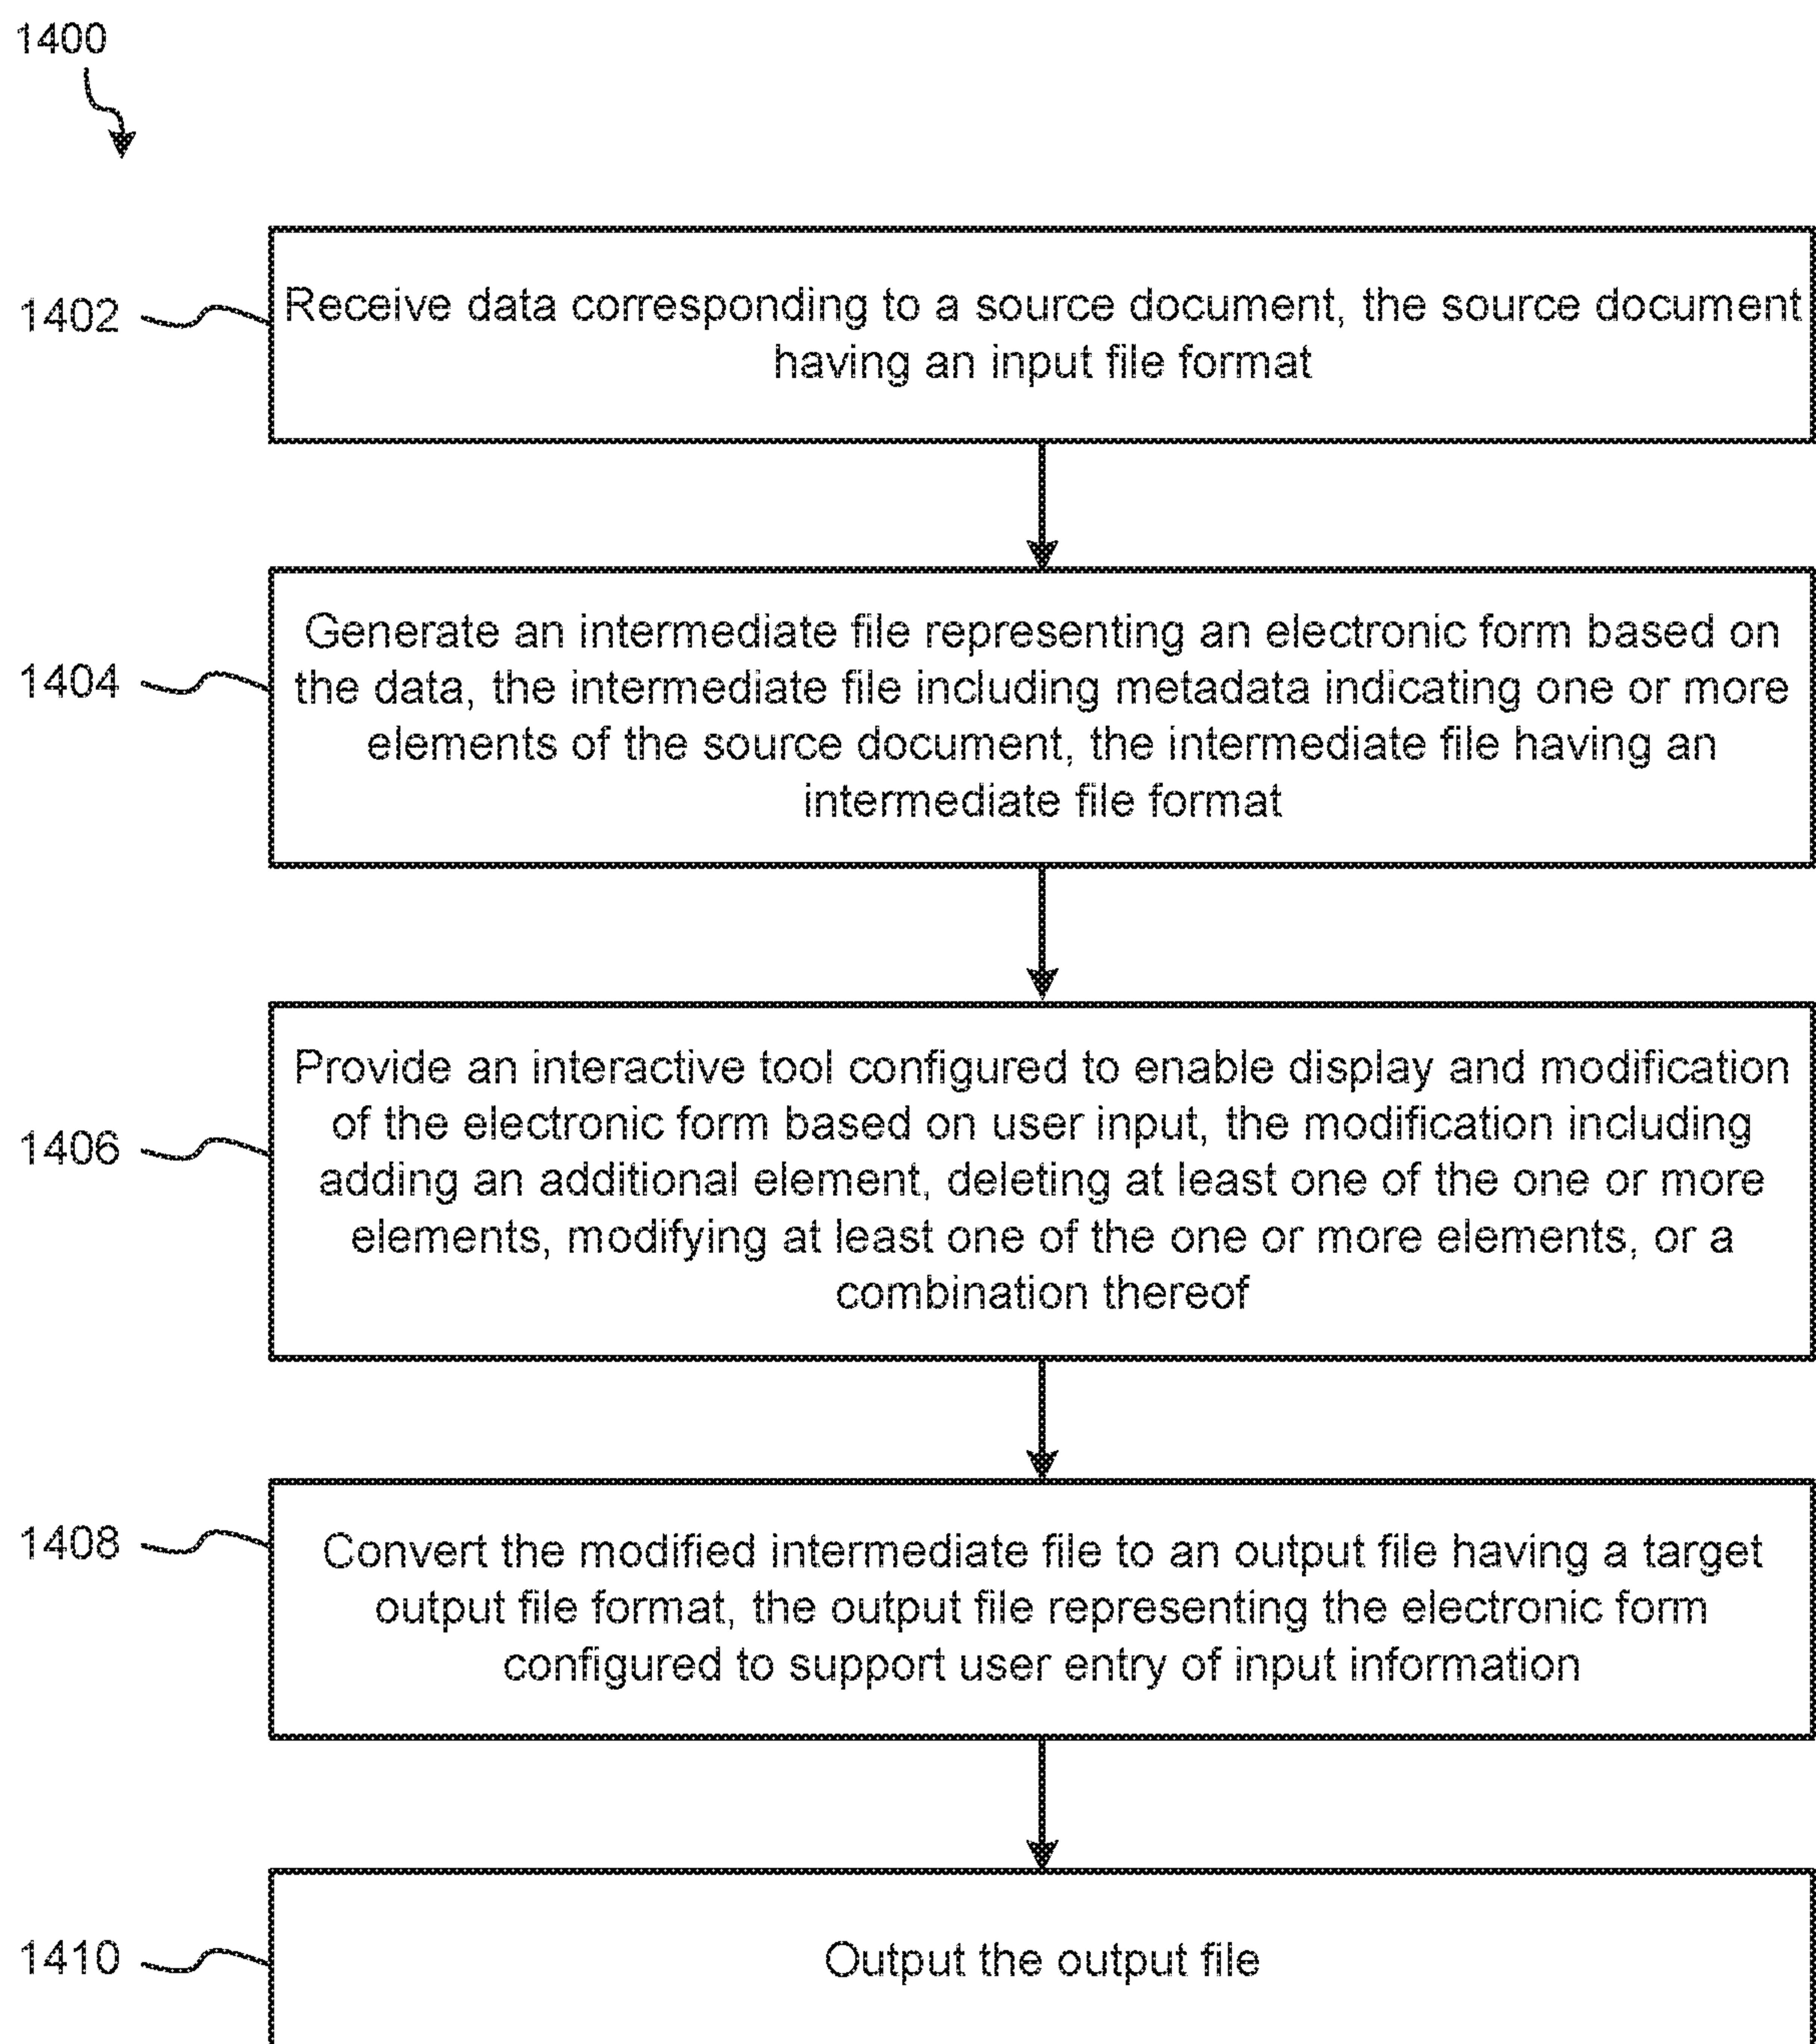 1400
1402
Receive data corresponding to a source document, the source document
having an input file format
1404
Generate an intermediate file representing an electronic form based on
the data, the intermediate file including metadata indicating one or more
elements of the source document, the intermediate file having an
intermediate file format
1406
Provide an interactive tool configured to enable display and modification
of the electronic form based on user input, the modification including
adding an additional element, deleting at least one of the one or more
elements, modifying at least one of the one or more elements, or a
combination thereof
1408
Convert the modified intermediate file to an output file having a target
output file format, the output file representing the electronic form
configured to support user entry of input information
1410
Output the output file